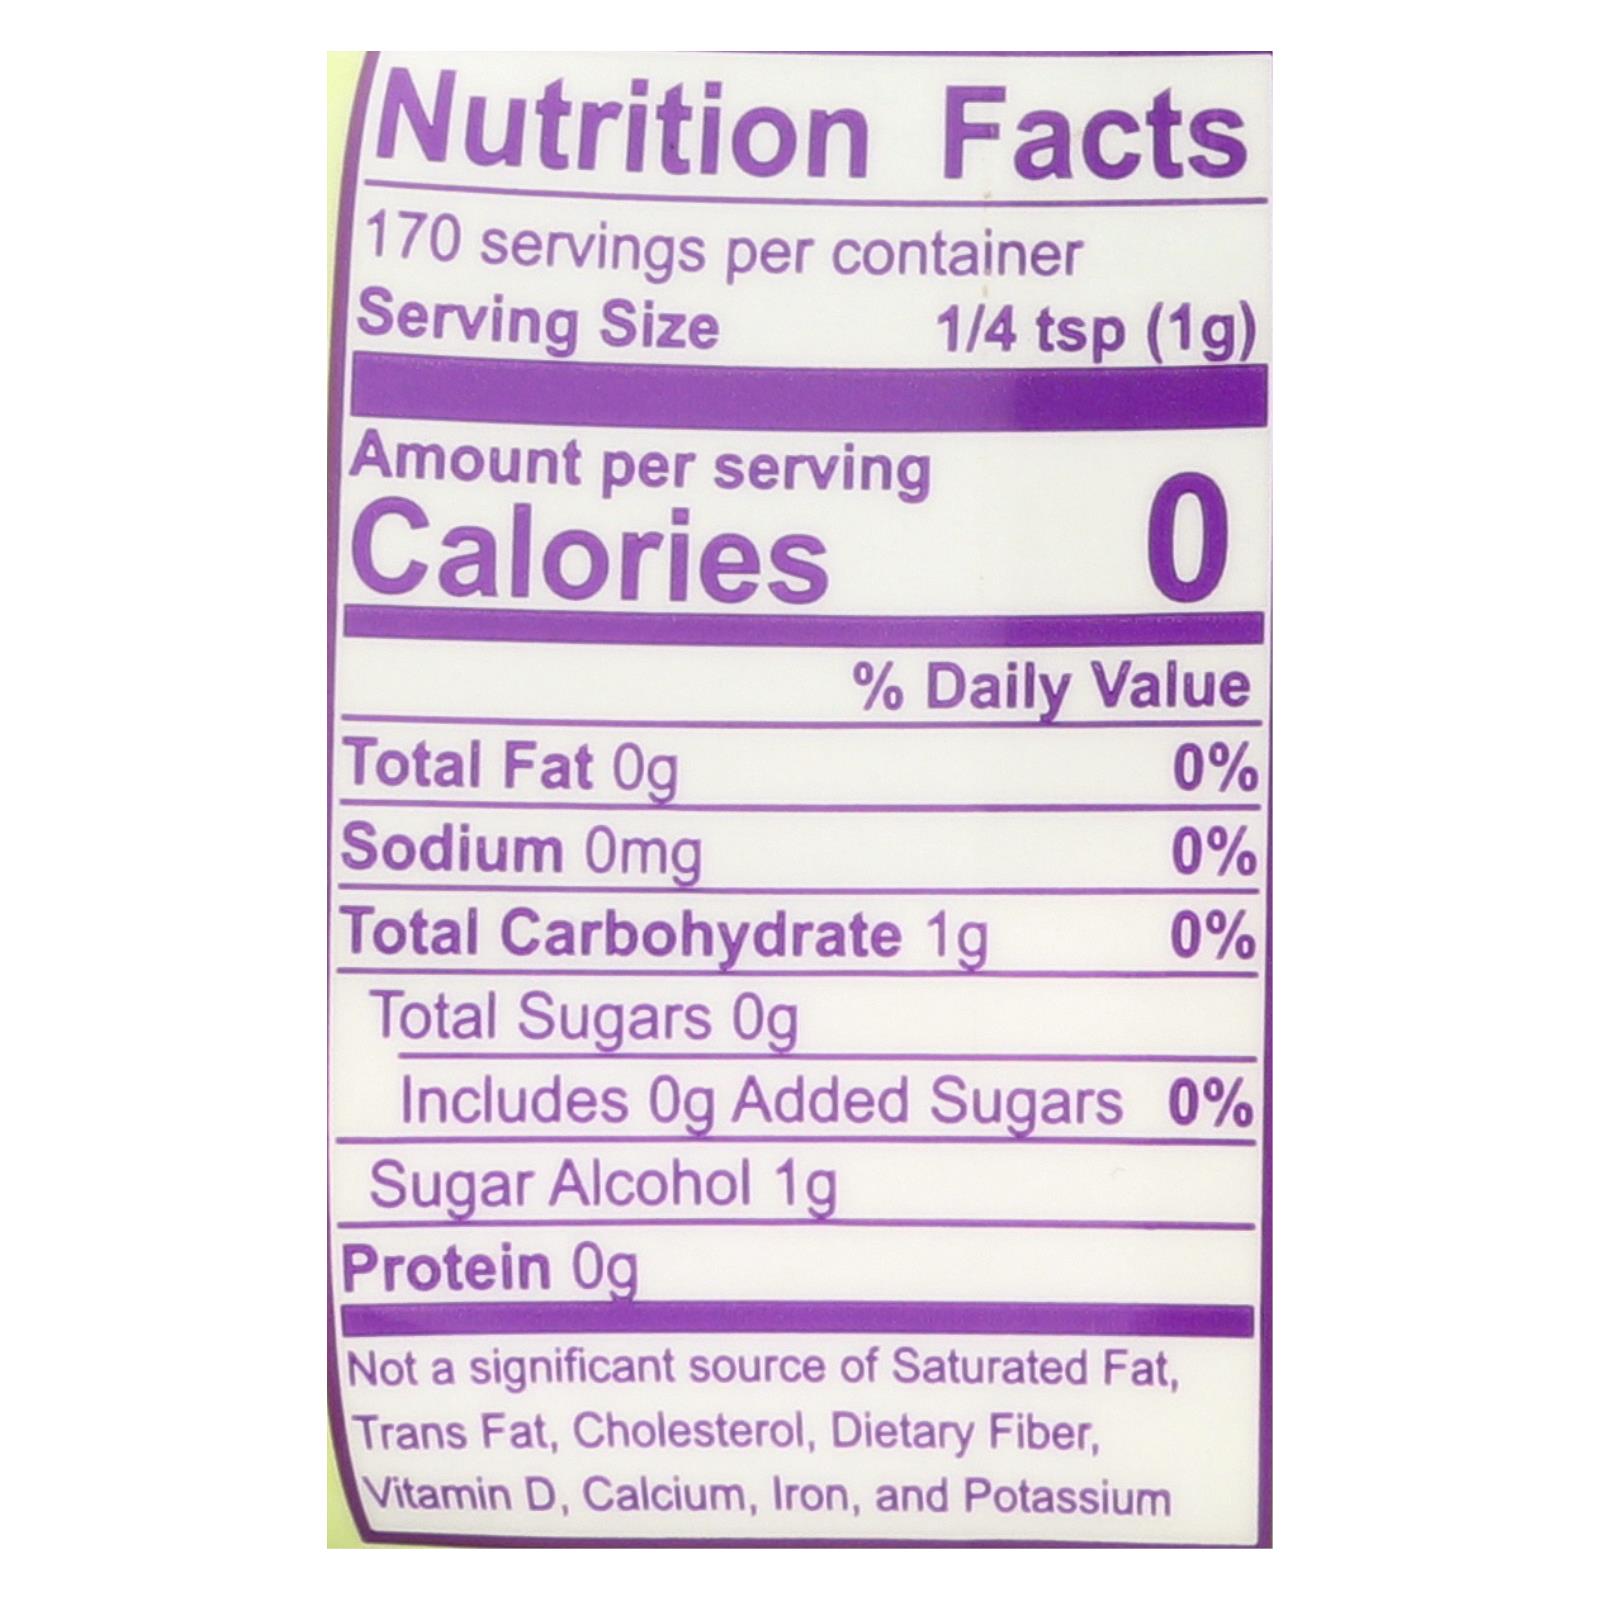 Nutrition Facts
170 servings per container
Serving Size 1/4 tsp (1g)
Amount per serving
Calories 0
% Daily Value
Total Fat 0g 0%
Sodium 0mg 0%
Total Carbohydrate 1g 0%
Total Sugars 0g
Includes 0g Added Sugars 0%
Sugar Alcohol 1g
Protein 0g
Not a significant source of Saturated Fat,
Trans Fat, Cholesterol, Dietary Fiber,
Vitamin D, Calcium, Iron, and Potassium